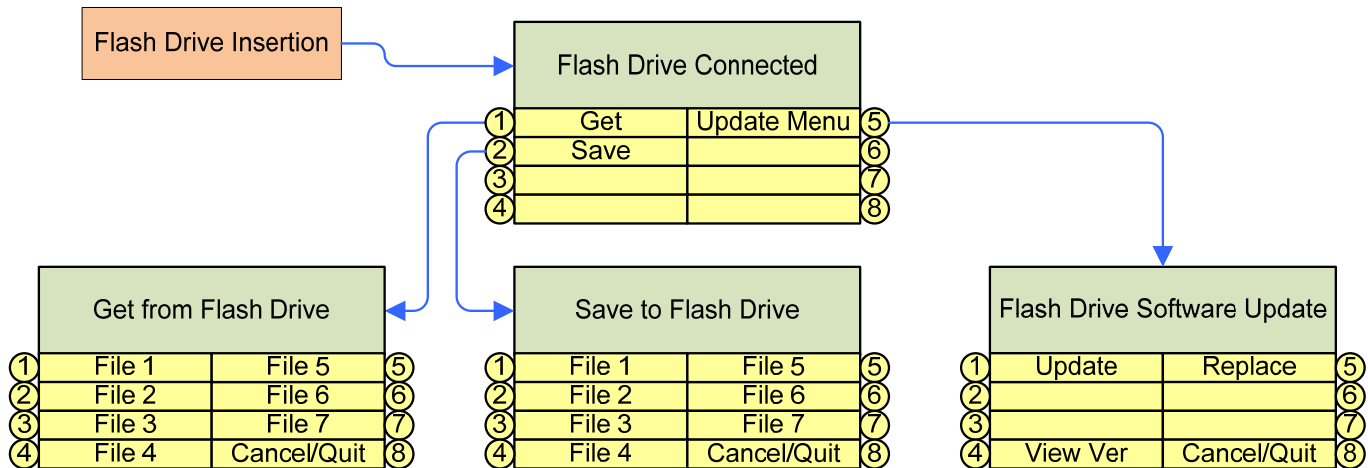 Flash Drive Insertion
Flash Drive Connected
1 Get Update Menu 5
2 Save 6
3 7
4 8
Get from Flash Drive
1 File 1 File 5 5
2 File 2 File 6 6
3 File 3 File 7 7
4 File 4 Cancel/Quit 8
Save to Flash Drive
1 File 1 File 5 5
2 File 2 File 6 6
3 File 3 File 7 7
4 File 4 Cancel/Quit 8
Flash Drive Software Update
1 Update Replace 5
2 6
3 7
4 View Ver Cancel/Quit 8